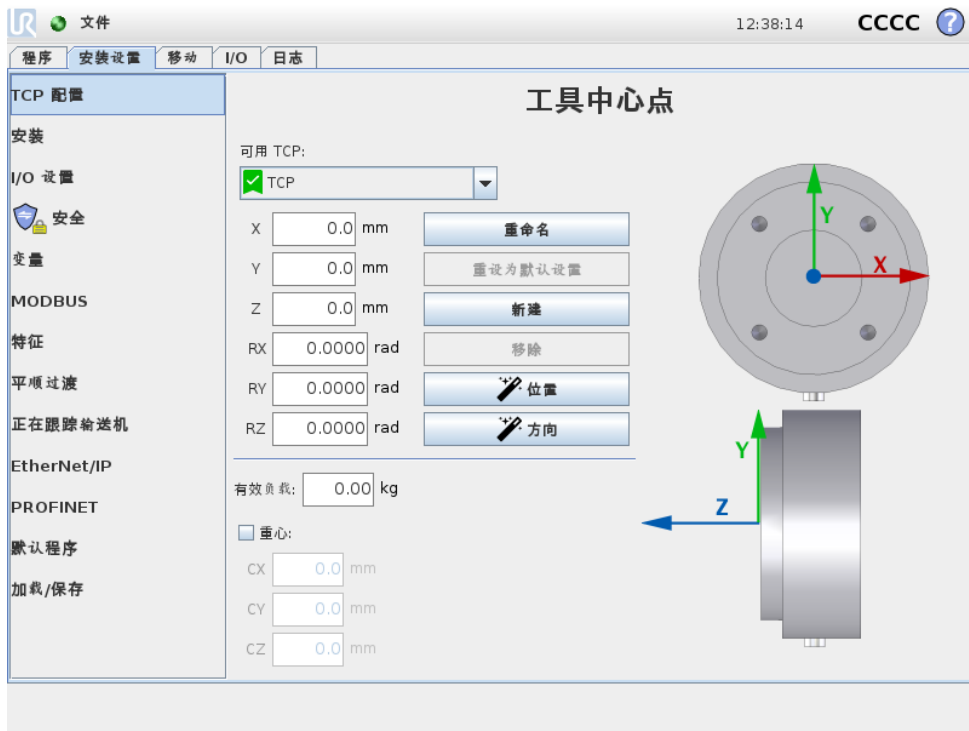 UR 文件 12:38:14 CCCC ?
程序 安装设置 移动 I/O 日志
TCP 配置
安装
I/O 设置
安全
变量
MODBUS
特征
平顺过渡
正在跟踪输送机
EtherNet/IP
PROFINET
默认程序
加载/保存
工具中心点
可用 TCP:
TCP
X 0.0 mm 重命名
Y 0.0 mm 重设为默认设置
Z 0.0 mm 新建
RX 0.0000 rad 移除
RY 0.0000 rad 位置
RZ 0.0000 rad 方向
有效负载: 0.00 kg
重心:
CX 0.0 mm
CY 0.0 mm
CZ 0.0 mm
Y
X
Y
Z